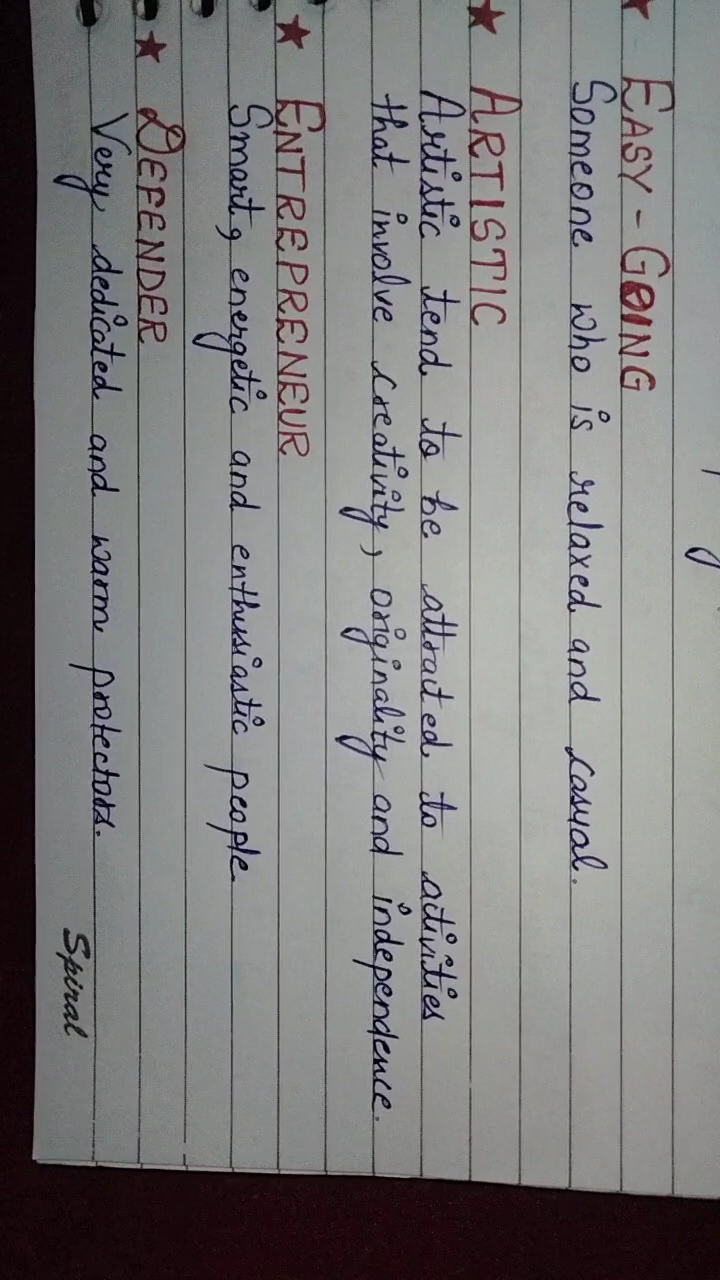 ★ EASY-GOING
Someone who is relaxed and casual.
★ ARTISTIC
Artistic tend to be attracted to activities
that involve creativity, originality and independence.
★ ENTREPRENEUR
Smart, energetic and enthusiastic people.
★ DEFENDER
Very dedicated and warm protectors.
Spiral